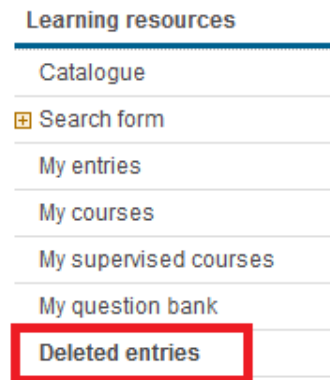 Learning resources
Catalogue
Search form
My entries
My courses
My supervised courses
My question bank
Deleted entries